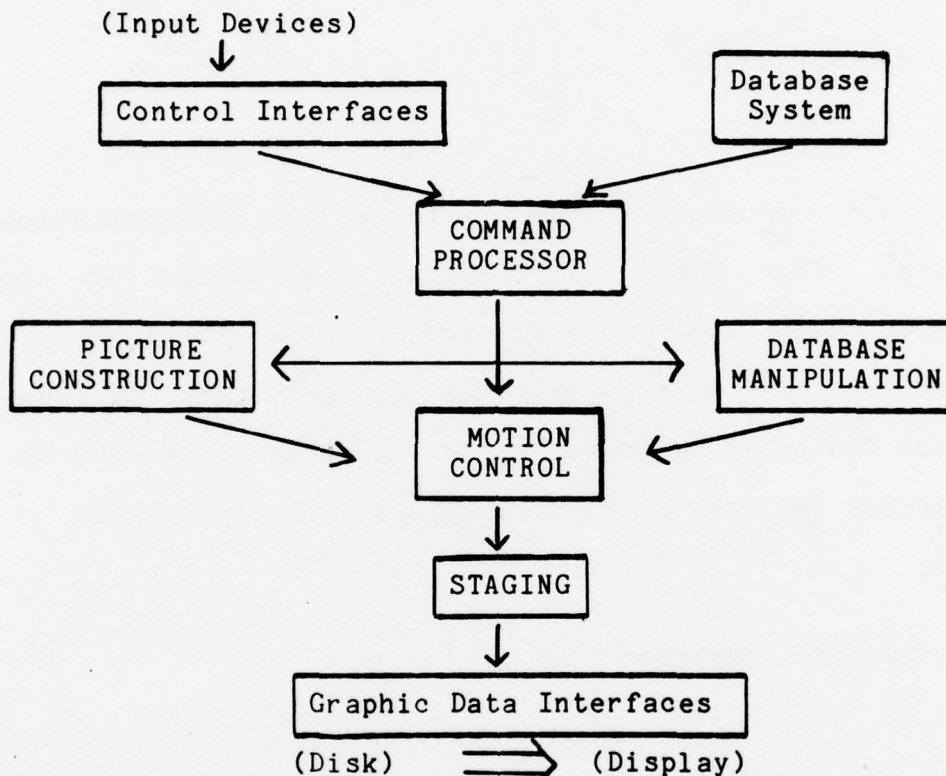 (Input Devices)
Control Interfaces
Database
System
COMMAND
PROCESSOR
PICTURE
CONSTRUCTION
DATABASE
MANIPULATION
MOTION
CONTROL
STAGING
Graphic Data Interfaces
(Disk) (Display)